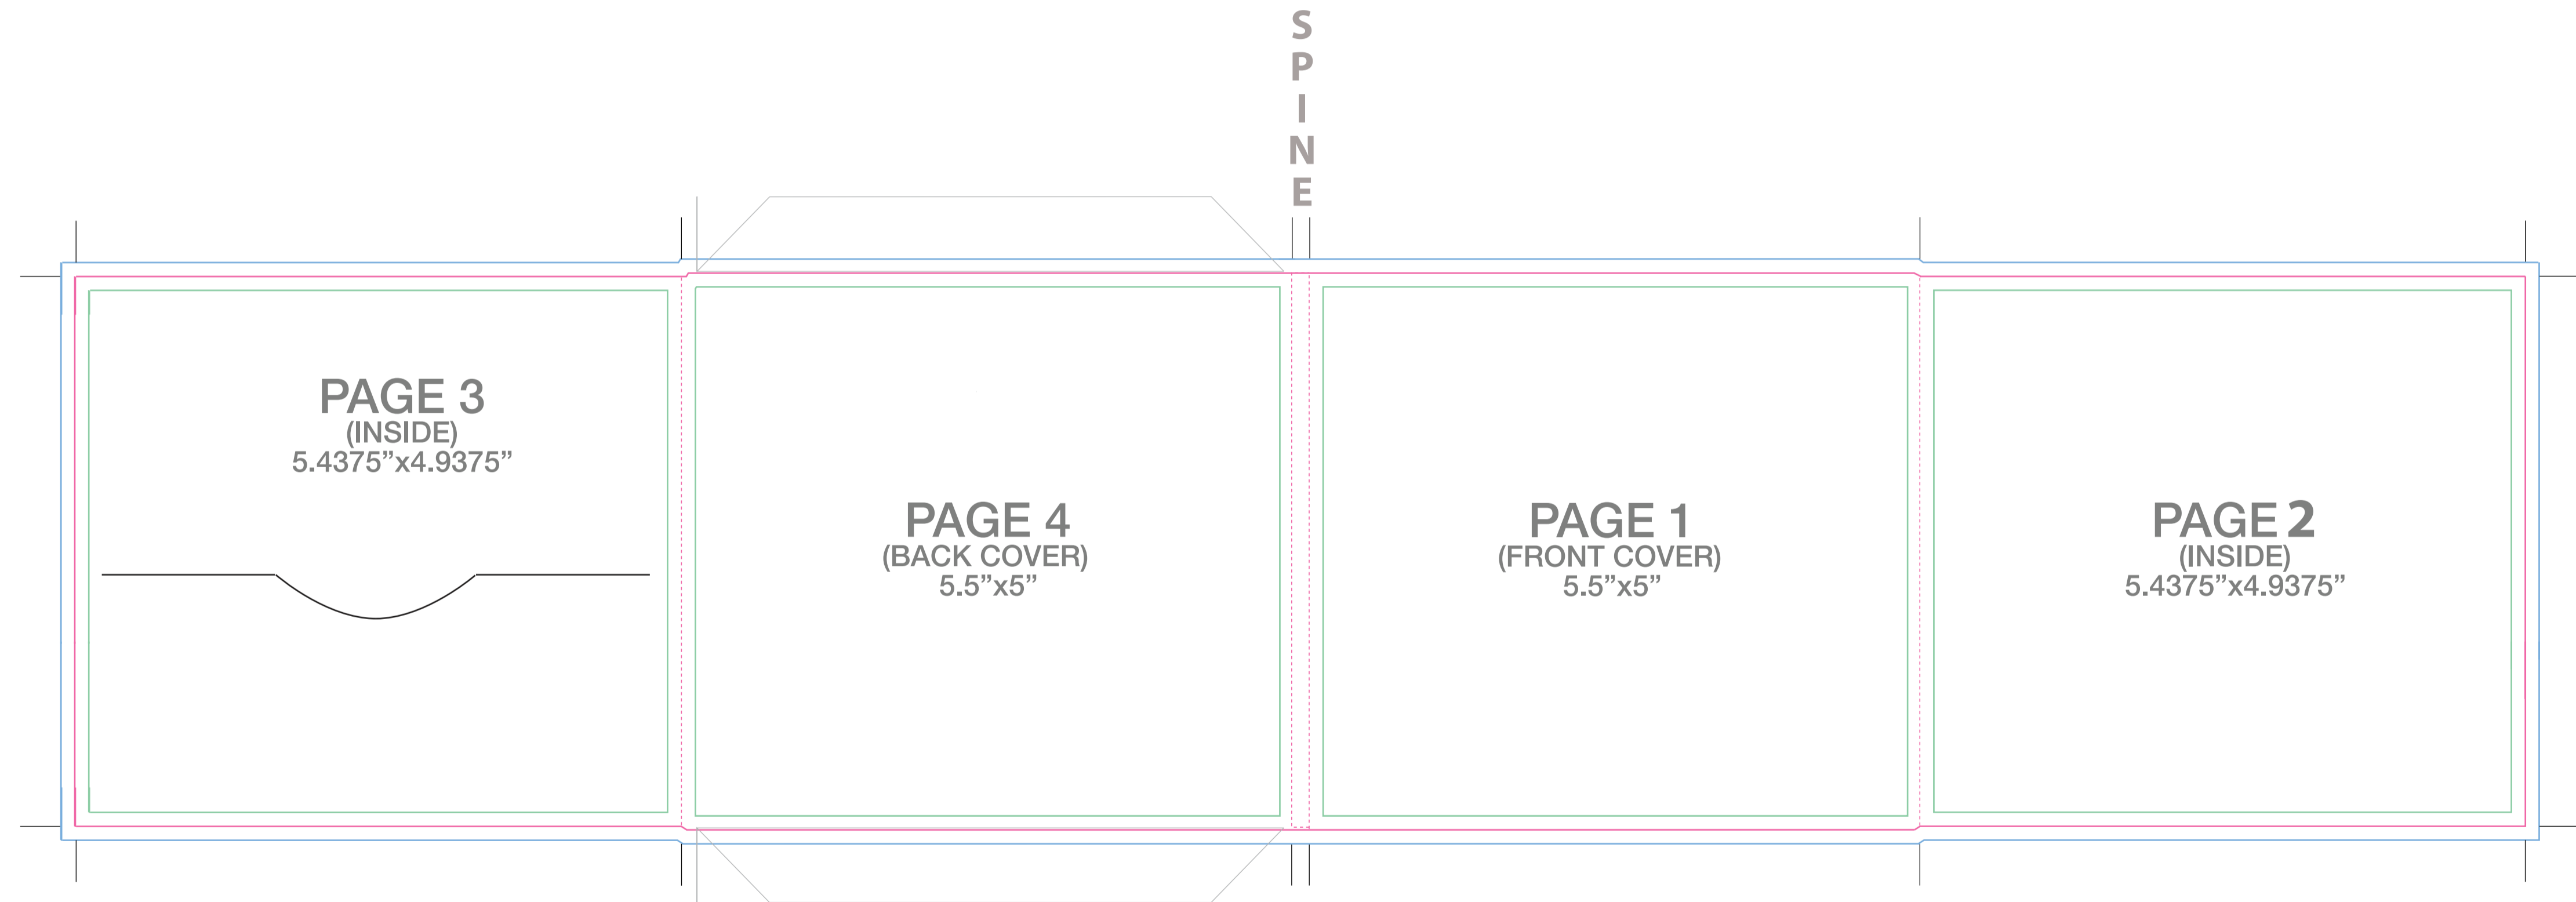 SPINE
PAGE 3
(INSIDE)
5.4375”x4.9375”
PAGE 4
(BACK COVER)
5.5”x5”
PAGE 1
(FRONT COVER)
5.5”x5”
PAGE 2
(INSIDE)
5.4375”x4.9375”